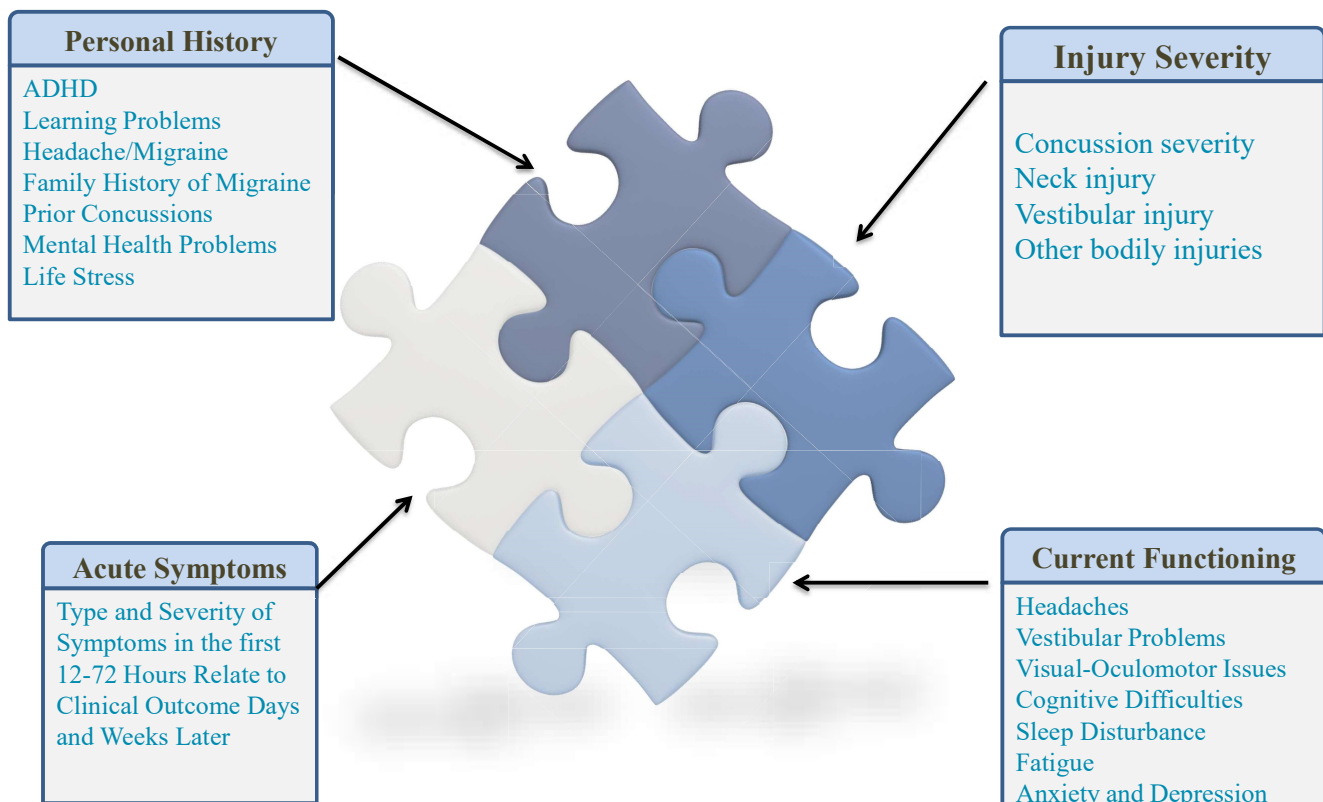 Personal History
ADHD
Learning Problems
Headache/Migraine
Family History of Migraine
Prior Concussions
Mental Health Problems
Life Stress
Injury Severity
Concussion severity
Neck injury
Vestibular injury
Other bodily injuries
Acute Symptoms
Type and Severity of
Symptoms in the first
12-72 Hours Relate to
Clinical Outcome Days
and Weeks Later
Current Functioning
Headaches
Vestibular Problems
Visual-Oculomotor Issues
Cognitive Difficulties
Sleep Disturbance
Fatigue
Anxiety and Depression